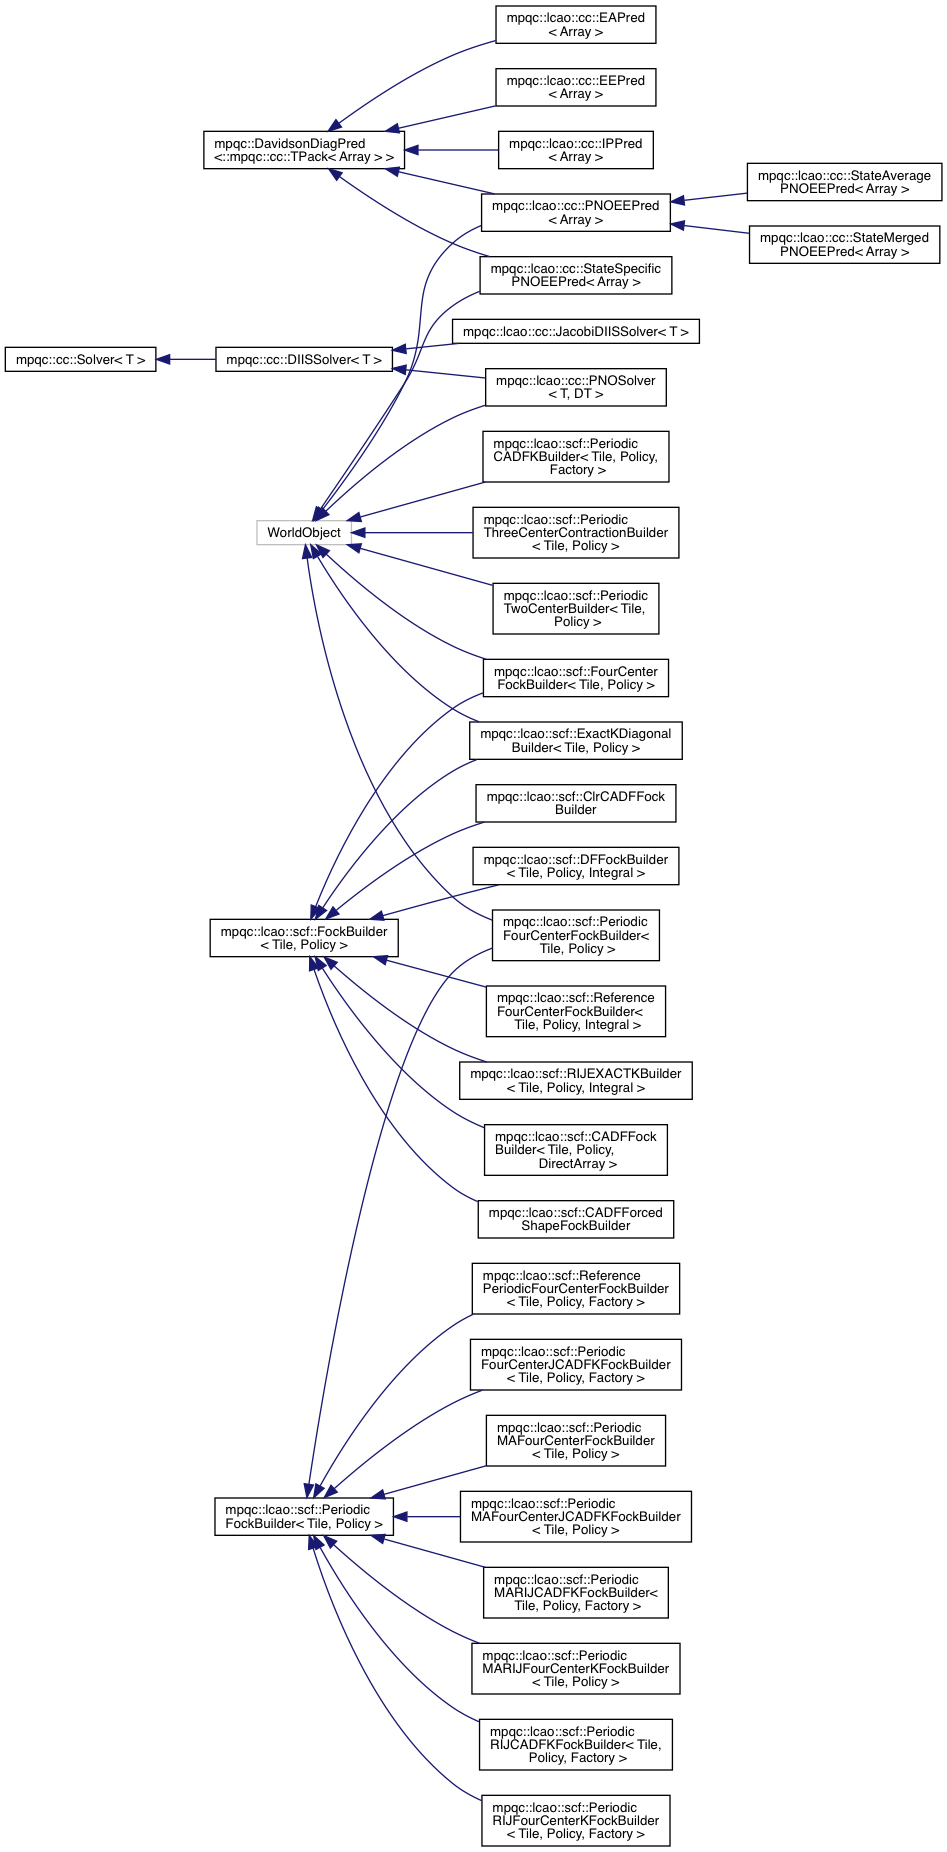 mpqc::lcao::cc::EAPred
< Array >
mpqc::lcao::cc::EEPred
< Array >
mpqc::DavidsonDiagPred
<::mpqc::cc::TPack< Array > >
mpqc::lcao::cc::IPPred
< Array >
mpqc::lcao::cc::PNOEEPred
< Array >
mpqc::lcao::cc::StateAverage
PNOEEPred< Array >
mpqc::lcao::cc::StateMerged
PNOEEPred< Array >
mpqc::lcao::cc::StateSpecific
PNOEEPred< Array >
mpqc::cc::Solver< T >
mpqc::cc::DIISSolver< T >
mpqc::lcao::cc::JacobiDIISSolver< T >
mpqc::lcao::cc::PNOSolver
< T, DT >
mpqc::lcao::scf::Periodic
CADFKBuilder< Tile, Policy,
Factory >
WorldObject
mpqc::lcao::scf::Periodic
ThreeCenterContractionBuilder
< Tile, Policy >
mpqc::lcao::scf::Periodic
TwoCenterBuilder< Tile,
Policy >
mpqc::lcao::scf::FourCenter
FockBuilder< Tile, Policy >
mpqc::lcao::scf::ExactKDiagonal
Builder< Tile, Policy >
mpqc::lcao::scf::ClrCADFFock
Builder
mpqc::lcao::scf::DFFockBuilder
< Tile, Policy, Integral >
mpqc::lcao::scf::FockBuilder
< Tile, Policy >
mpqc::lcao::scf::Periodic
FourCenterFockBuilder<
Tile, Policy >
mpqc::lcao::scf::Reference
FourCenterFockBuilder<
Tile, Policy, Integral >
mpqc::lcao::scf::RIJEXACTKBuilder
< Tile, Policy, Integral >
mpqc::lcao::scf::CADFFock
Builder< Tile, Policy,
DirectArray >
mpqc::lcao::scf::CADFForced
ShapeFockBuilder
mpqc::lcao::scf::Reference
PeriodicFourCenterFockBuilder
< Tile, Policy, Factory >
mpqc::lcao::scf::Periodic
FourCenterJCADFKFockBuilder
< Tile, Policy, Factory >
mpqc::lcao::scf::Periodic
MAFourCenterFockBuilder
< Tile, Policy >
mpqc::lcao::scf::Periodic
FockBuilder< Tile, Policy >
mpqc::lcao::scf::Periodic
MAFourCenterJCADFKFockBuilder
< Tile, Policy >
mpqc::lcao::scf::Periodic
MARIJCADFKFockBuilder<
Tile, Policy, Factory >
mpqc::lcao::scf::Periodic
MARIJFourCenterKFockBuilder
< Tile, Policy >
mpqc::lcao::scf::Periodic
RIJCADFKFockBuilder< Tile,
Policy, Factory >
mpqc::lcao::scf::Periodic
RIJFourCenterKFockBuilder
< Tile, Policy, Factory >